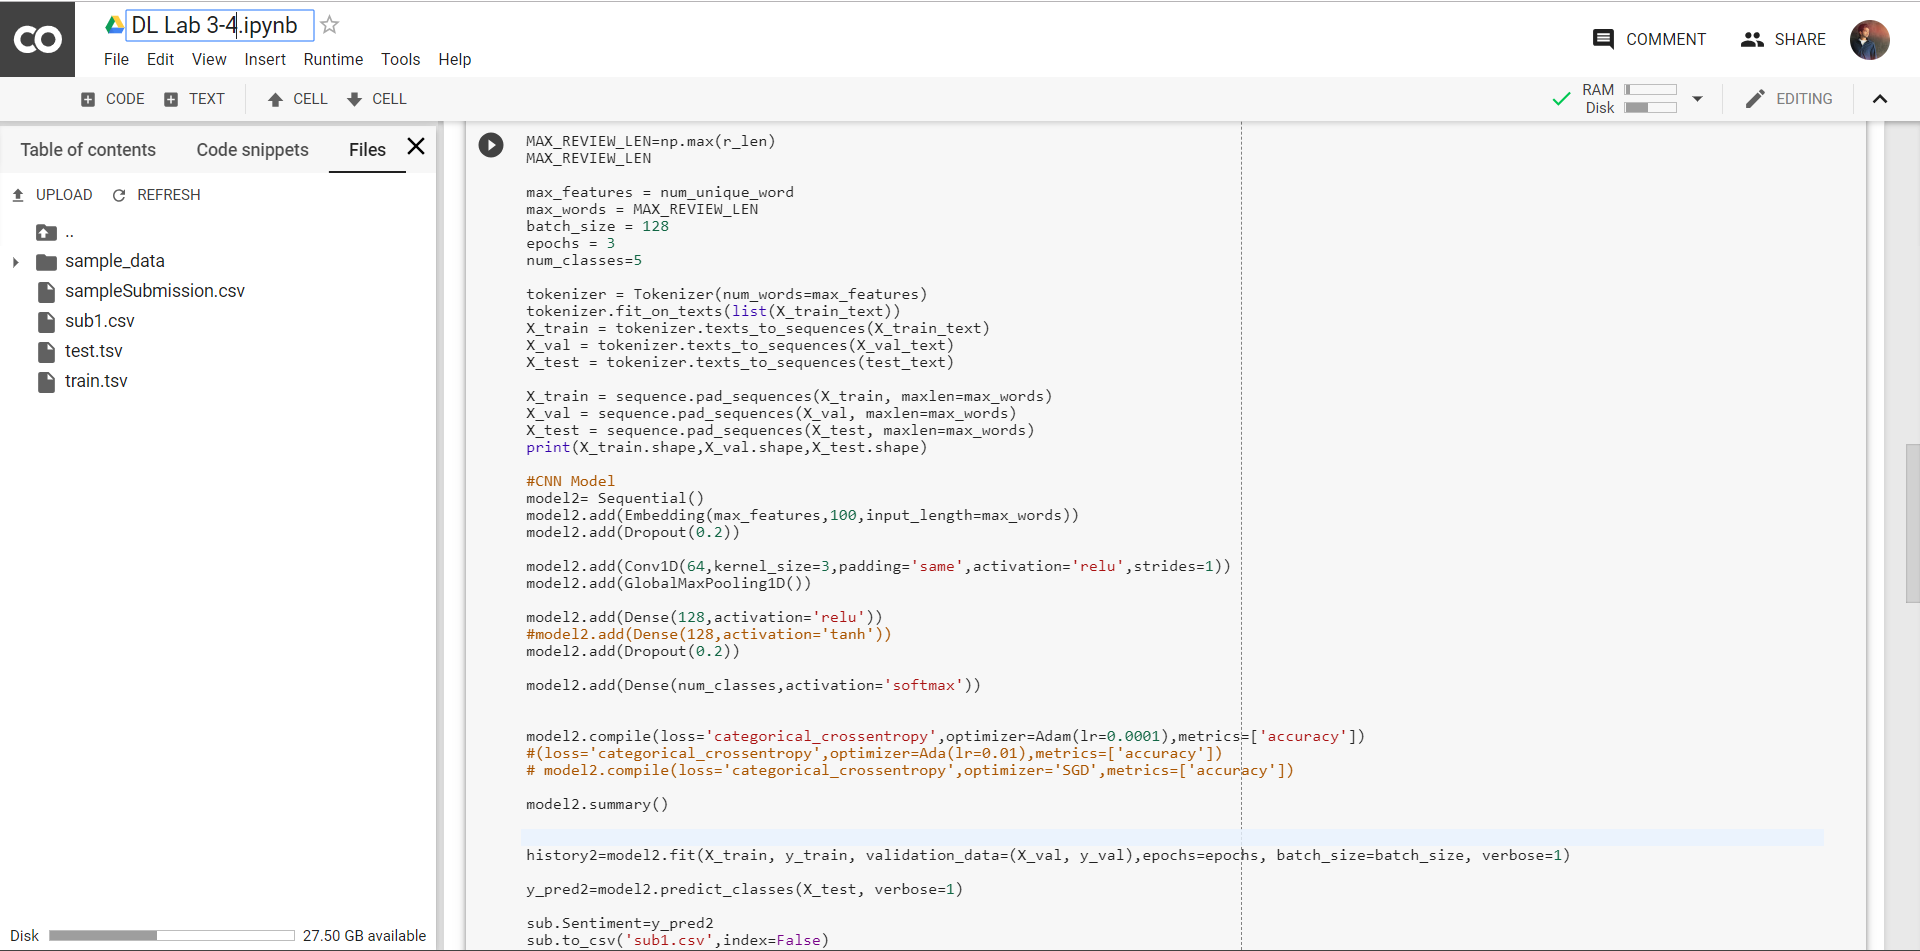 CO
DL Lab 3-4.ipynb
File Edit View Insert Runtime Tools Help
COMMENT SHARE
CODE TEXT CELL CELL
RAM
Disk
EDITING
Table of contents Code snippets Files
UPLOAD REFRESH
..
sample_data
sampleSubmission.csv
sub1.csv
test.tsv
train.tsv
Disk 27.50 GB available
MAX_REVIEW_LEN=np.max(r_len)
MAX_REVIEW_LEN
max_features = num_unique_word
max_words = MAX_REVIEW_LEN
batch_size = 128
epochs = 3
num_classes=5
tokenizer = Tokenizer(num_words=max_features)
tokenizer.fit_on_texts(list(X_train_text))
X_train = tokenizer.texts_to_sequences(X_train_text)
X_val = tokenizer.texts_to_sequences(X_val_text)
X_test = tokenizer.texts_to_sequences(test_text)
X_train = sequence.pad_sequences(X_train, maxlen=max_words)
X_val = sequence.pad_sequences(X_val, maxlen=max_words)
X_test = sequence.pad_sequences(X_test, maxlen=max_words)
print(X_train.shape,X_val.shape,X_test.shape)
#CNN Model
model2= Sequential()
model2.add(Embedding(max_features,100,input_length=max_words))
model2.add(Dropout(0.2))
model2.add(Conv1D(64,kernel_size=3,padding='same',activation='relu',strides=1))
model2.add(GlobalMaxPooling1D())
model2.add(Dense(128,activation='relu'))
#model2.add(Dense(128,activation='tanh'))
model2.add(Dropout(0.2))
model2.add(Dense(num_classes,activation='softmax'))
model2.compile(loss='categorical_crossentropy',optimizer=Adam(lr=0.0001),metrics=['accuracy'])
#(loss='categorical_crossentropy',optimizer=Ada(lr=0.01),metrics=['accuracy'])
# model2.compile(loss='categorical_crossentropy',optimizer='SGD',metrics=['accuracy'])
model2.summary()
history2=model2.fit(X_train, y_train, validation_data=(X_val, y_val),epochs=epochs, batch_size=batch_size, verbose=1)
y_pred2=model2.predict_classes(X_test, verbose=1)
sub.Sentiment=y_pred2
sub.to_csv('sub1.csv',index=False)